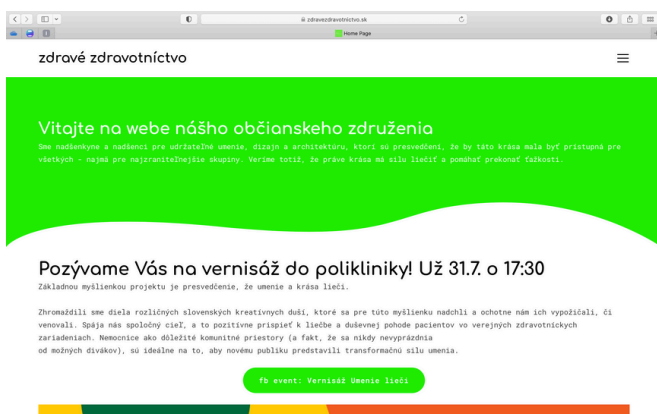 zdravezdravotnictvo.sk
Home Page
zdravé zdravotníctvo
Vitajte na webe nášho občianskeho združenia
Sme nadšenkyne a nadšenci pre udržateľné umenie, dizajn a architektúru, ktorí sú presvedčení, že by táto krása mala byť prístupná pre
všetkých - najmä pre najzraniteľnejšie skupiny. Veríme totiž, že práve krása má silu liečiť a pomáhať prekonať ťažkosti.
Pozývame Vás na vernisáž do polikliniky! Už 31.7. o 17:30
Základnou myšlienkou projektu je presvedčenie, že umenie a krása lieči.
Zhromaždili sme diela rozličných slovenských kreatívnych duší, ktoré sa pre túto myšlienku nadchli a ochotne nám ich vypožičali, či
venovali. Spája nás spoločný cieľ, a to pozitívne prispieť k liečbe a duševnej pohode pacientov vo verejných zdravotníckych
zariadeniach. Nemocnice ako dôležité komunitné priestory (a fakt, že sa nikdy nevyprázdnia
od možných divákov), sú ideálne na to, aby novému publiku predstavili transformačnú silu umenia.
fb event: Vernisáž Umenie lieči